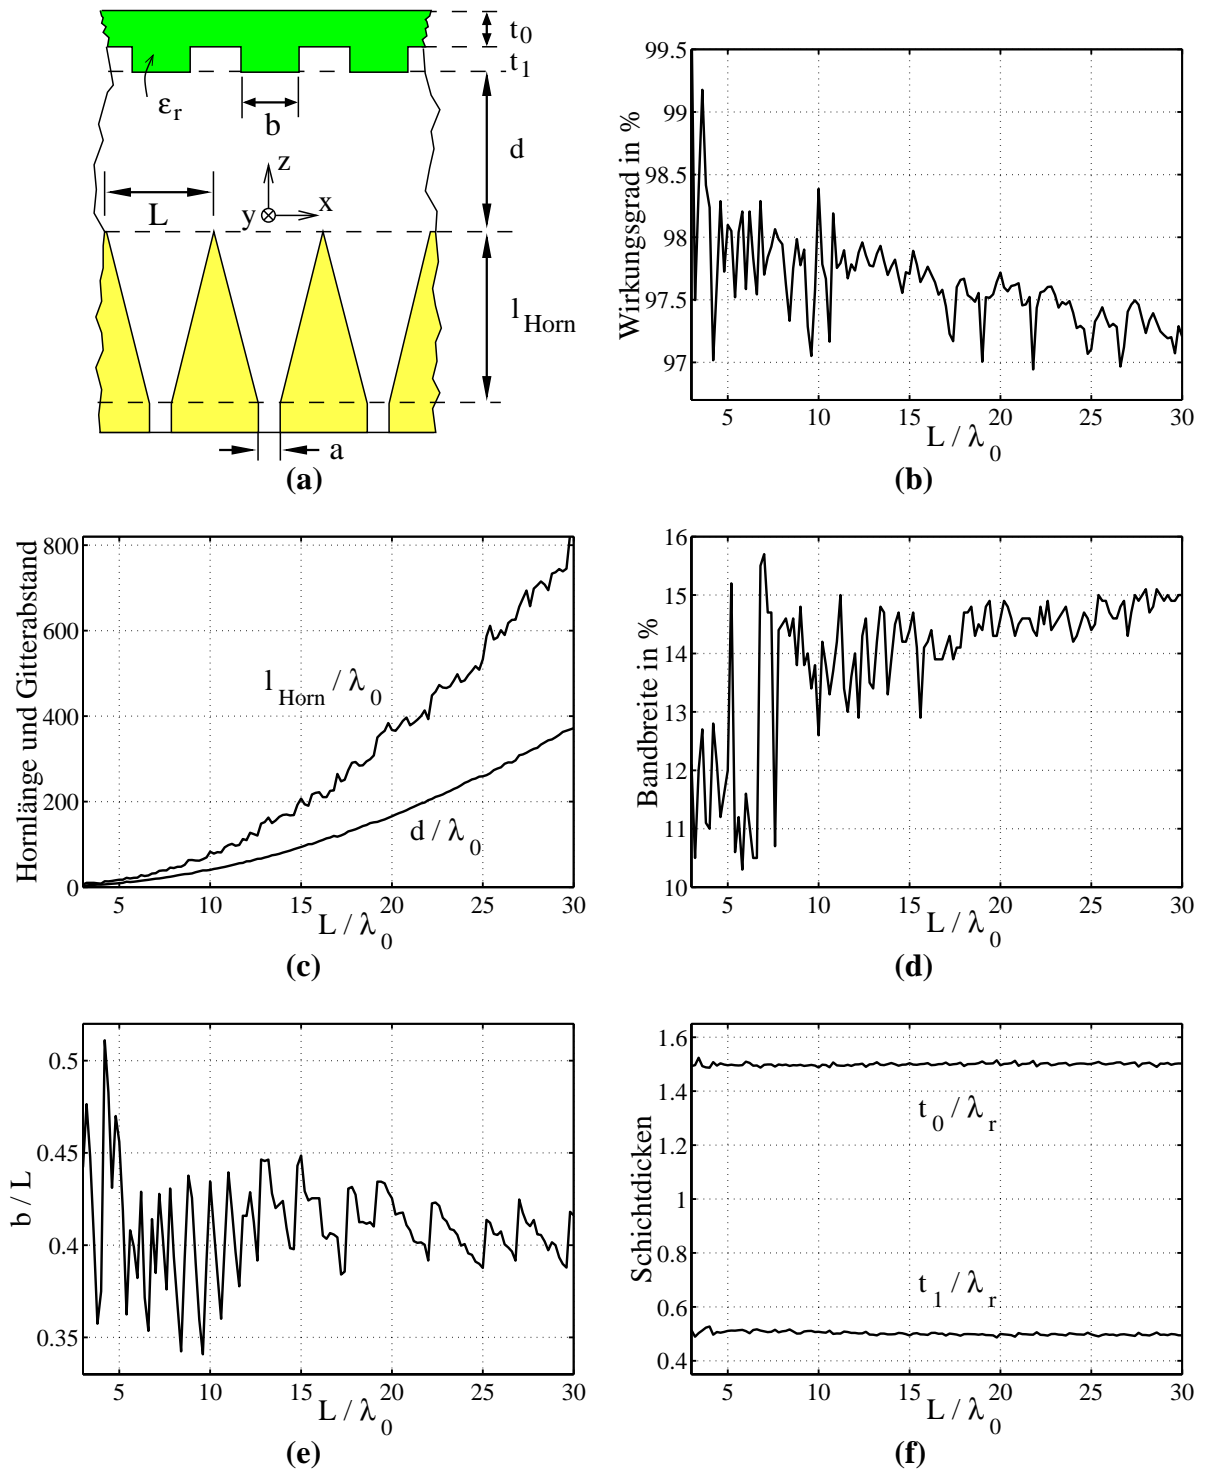 t0
t1
εr
b
d
z
L
y
x
lHorn
a
(a)
99.5
99
98.5
98
97.5
97
Wirkungsgrad in %
5 10 15 20 25 30
L / λ0
(b)
800
600
400
200
0
Hornlänge und Gitterabstand
lHorn / λ0
d / λ0
5 10 15 20 25 30
L / λ0
(c)
16
15
14
13
12
11
10
Bandbreite in %
5 10 15 20 25 30
L / λ0
(d)
0.5
0.45
0.4
0.35
b / L
5 10 15 20 25 30
L / λ0
(e)
1.6
1.4
1.2
1
0.8
0.6
0.4
Schichtdicken
t0 / λr
t1 / λr
5 10 15 20 25 30
L / λ0
(f)